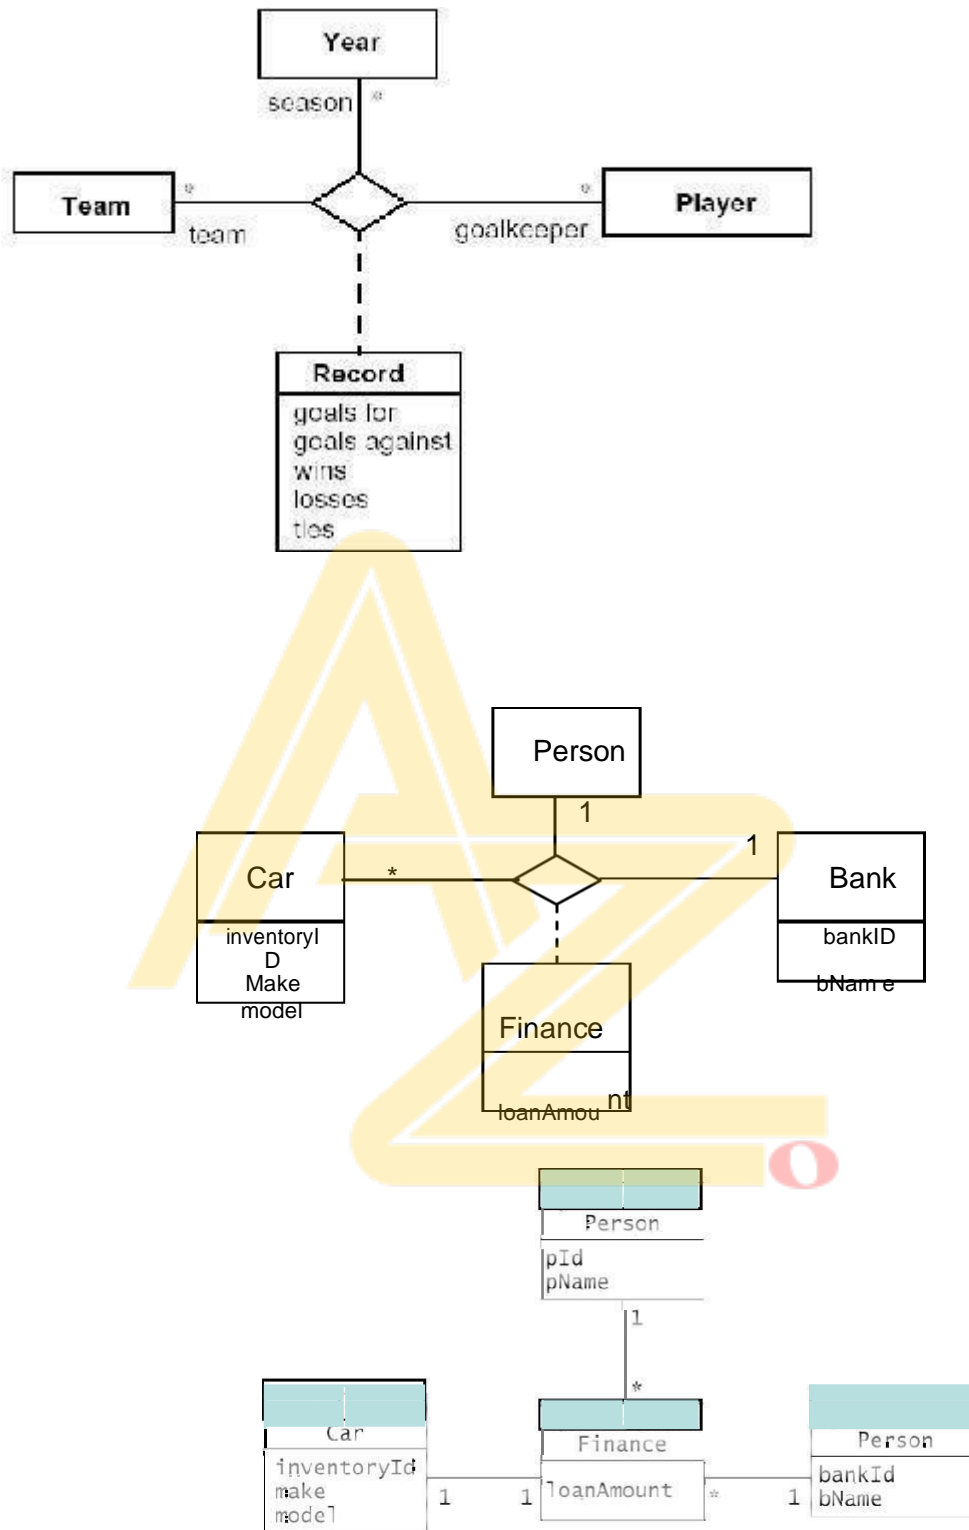 Year
season *
Team
*
team
*
goalkeeper
Player
Record
goals for
goals against
wins
losses
ties
Person
1
Car
*
1
Bank
inventoryI
D
Make
model
bankID
bNam e
Finance
loanAmou nt
Person
pId
pName
1
*
Car
inventoryId
make
model
1
1
Finance
loanAmount
*
1
Person
bankId
bName